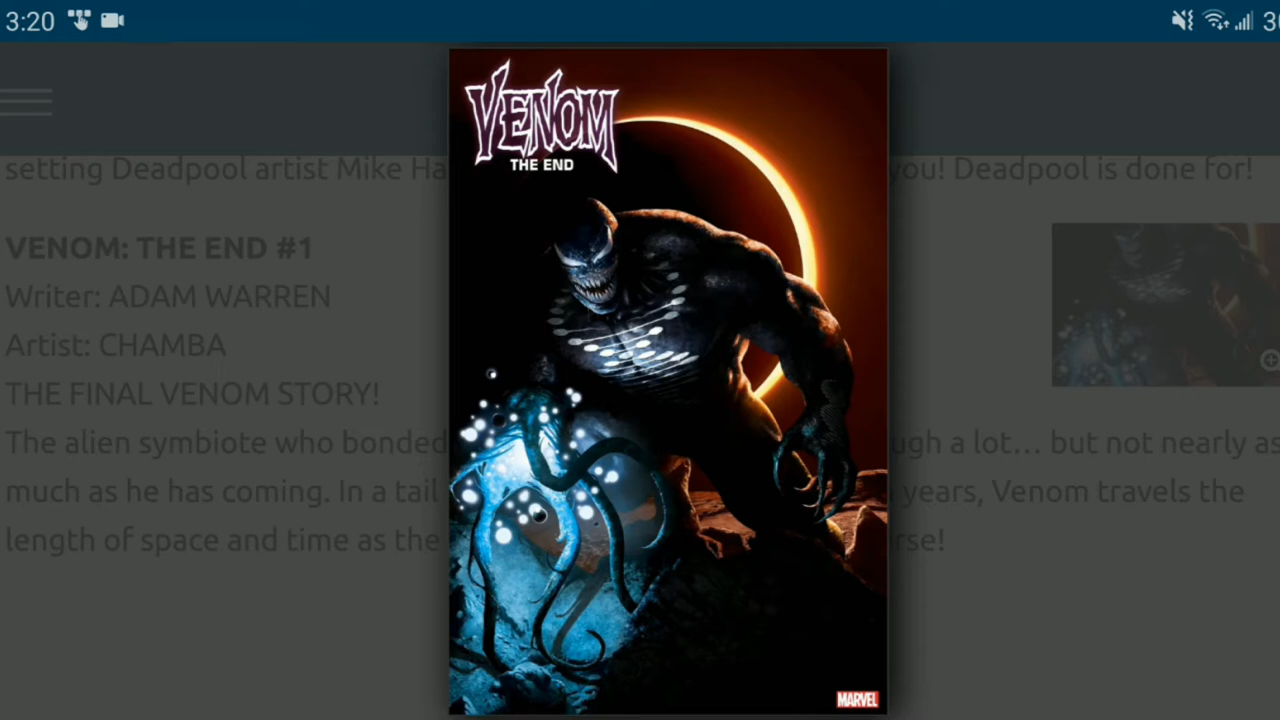 3:20
VENOM
THE END
setting Deadpool artist Mike Ha you! Deadpool is done for!
VENOM: THE END #1
Writer: ADAM WARREN
Artist: CHAMBA
THE FINAL VENOM STORY!
The alien symbiote who bonded ugh a lot... but not nearly as
much as he has coming. In a tail years, Venom travels the
length of space and time as the rse!
MARVEL